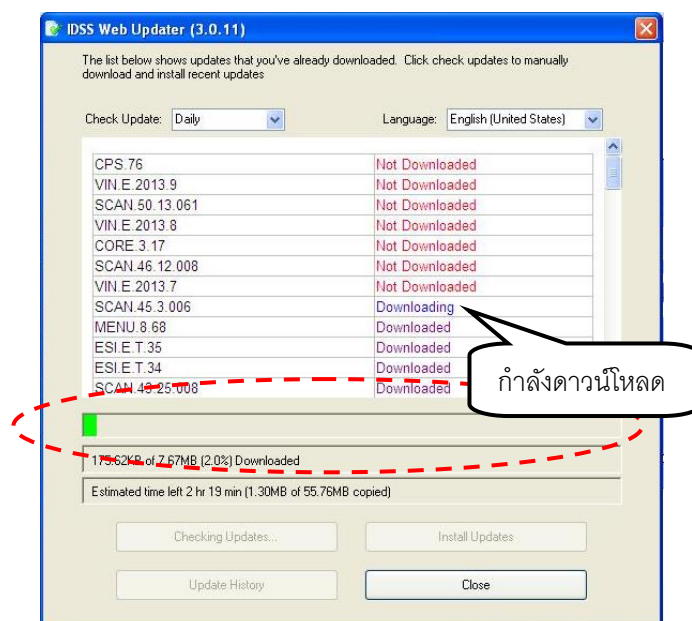 IDSS Web Updater (3.0.11)
The list below shows updates that you've already downloaded. Click check updates to manually
download and install recent updates
Check Update: Daily Language: English (United States)
CPS.76 Not Downloaded
VIN.E.2013.9 Not Downloaded
SCAN.50.13.061 Not Downloaded
VIN.E.2013.8 Not Downloaded
CORE.3.17 Not Downloaded
SCAN.46.12.008 Not Downloaded
VIN.E.2013.7 Not Downloaded
SCAN.45.3.006 Downloading
MENU.8.68 Downloaded
ESI.E.T.35 Downloaded
ESI.E.T.34 Downloaded
กำลังดาวน์โหลด
SCAN.43.25.008 Downloaded
175.62KB of 7.67MB (2.0%) Downloaded
Estimated time left 2 hr 19 min (1.30MB of 55.76MB copied)
Checking Updates... Install Updates
Update History Close